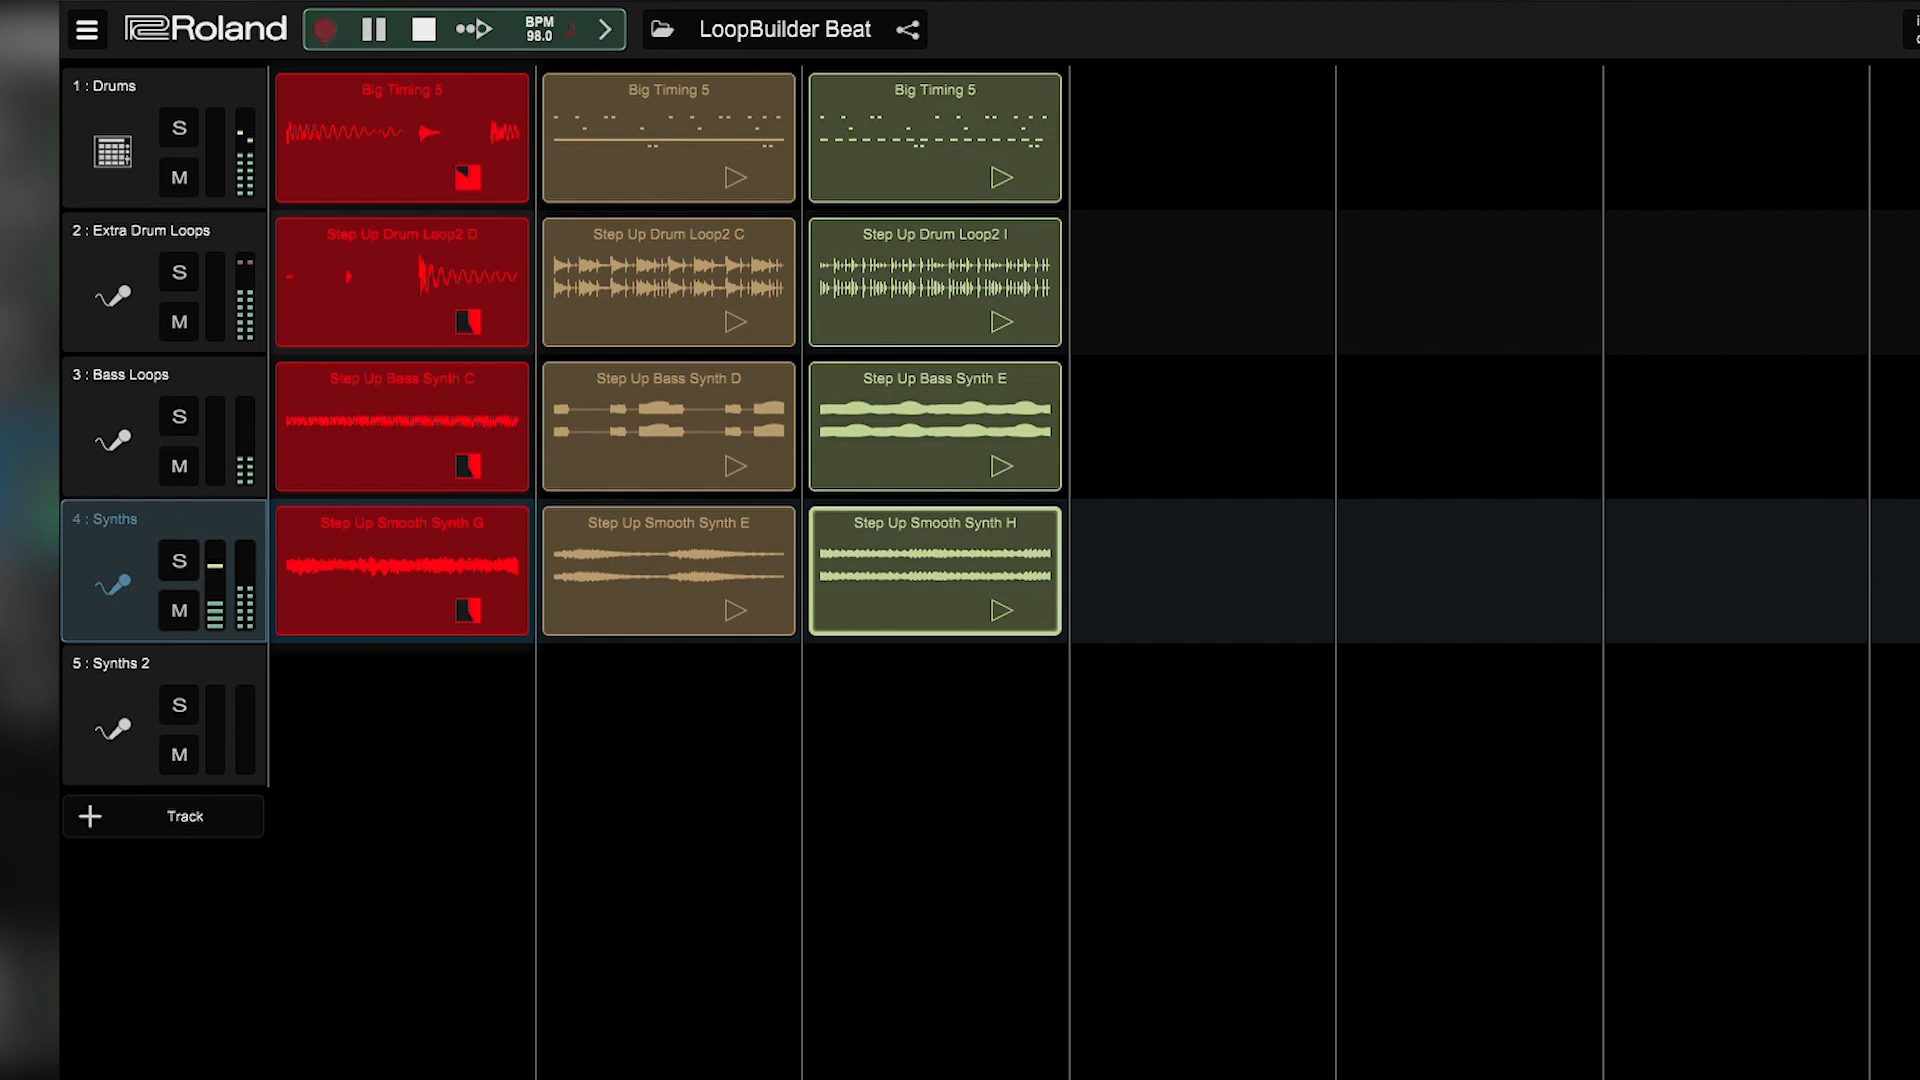 Roland
BPM
98.0
LoopBuilder Beat
1 : Drums
S
M
Big Timing 5
Big Timing 5
Big Timing 5
2 : Extra Drum Loops
S
M
Step Up Drum Loop2 D
Step Up Drum Loop2 C
Step Up Drum Loop2 I
3 : Bass Loops
S
M
Step Up Bass Synth C
Step Up Bass Synth D
Step Up Bass Synth E
4 : Synths
S
M
Step Up Smooth Synth G
Step Up Smooth Synth E
Step Up Smooth Synth H
5 : Synths 2
S
M
Track